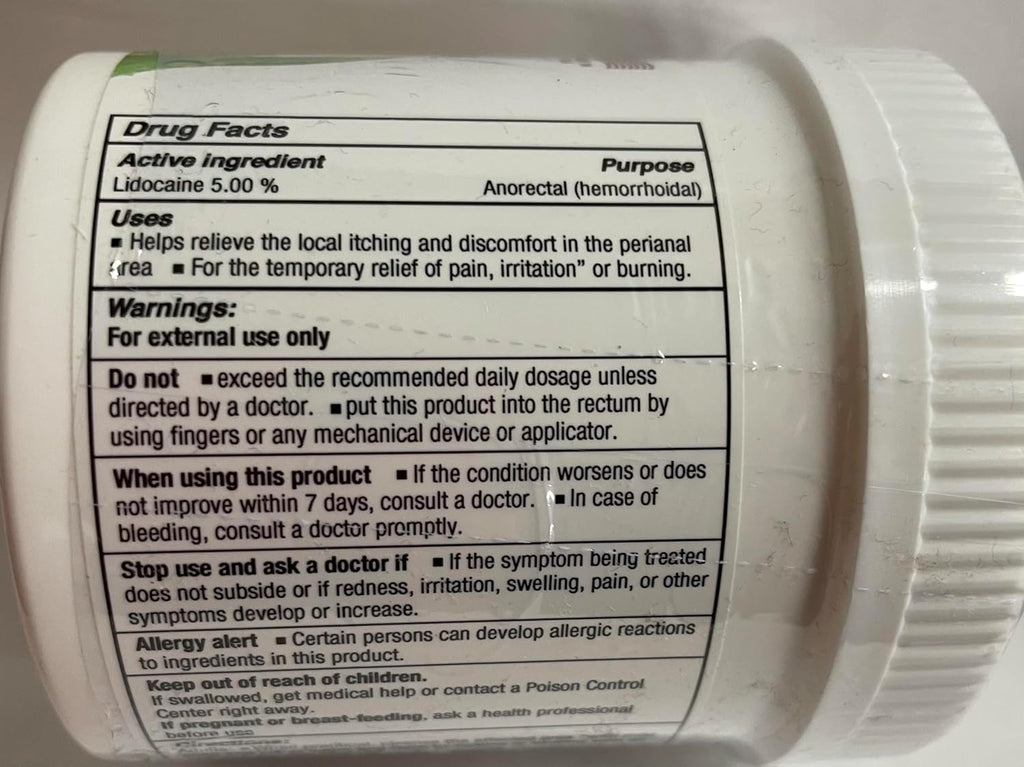 Drug Facts
Active ingredient Purpose
Lidocaine 5.00 % Anorectal (hemorrhoidal)
Uses
▪ Helps relieve the local itching and discomfort in the perianal
area ▪ For the temporary relief of pain, irritation” or burning.
Warnings:
For external use only
Do not ▪ exceed the recommended daily dosage unless
directed by a doctor. ▪ put this product into the rectum by
using fingers or any mechanical device or applicator.
When using this product ▪ If the condition worsens or does
not improve within 7 days, consult a doctor. ▪ In case of
bleeding, consult a doctor promptly.
Stop use and ask a doctor if ▪ If the symptom being treated
does not subside or if redness, irritation, swelling, pain, or other
symptoms develop or increase.
Allergy alert ▪ Certain persons can develop allergic reactions
to ingredients in this product.
Keep out of reach of children.
If swallowed, get medical help or contact a Poison Control
Center right away.
If pregnant or breast-feeding, ask a health professional
before use
Directions: